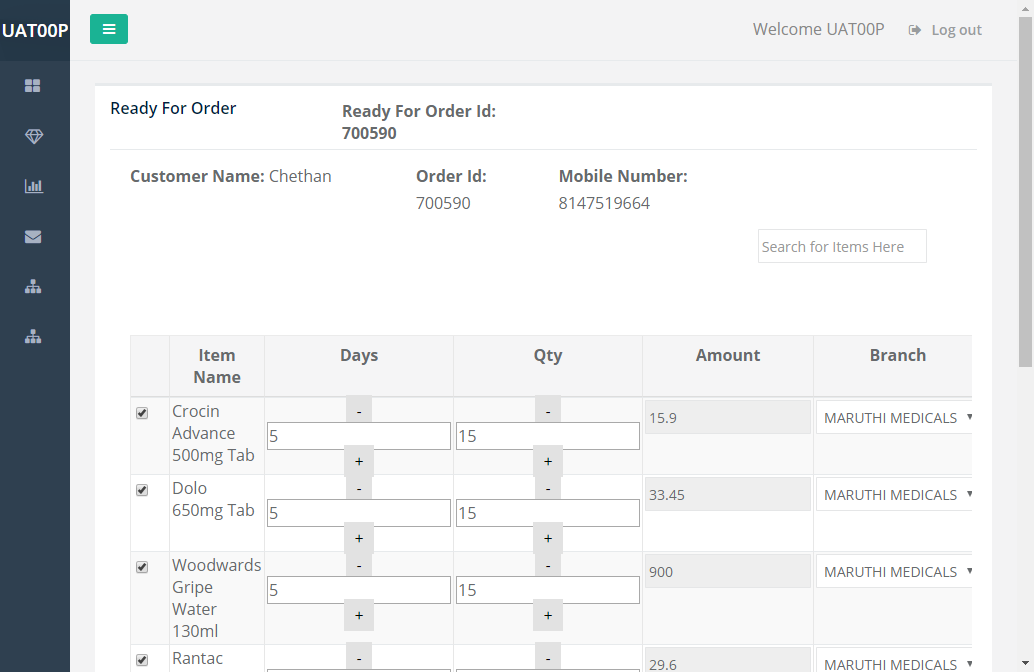 UAT00P
Welcome UAT00P
Log out
Ready For Order
Ready For Order Id:
700590
Customer Name: Chethan
Order Id:
700590
Mobile Number:
8147519664
Search for Items Here
Item Name
Days
Qty
Amount
Branch
Crocin
Advance
500mg Tab
-
5
+
-
15
+
15.9
MARUTHI MEDICALS
Dolo
650mg Tab
-
5
+
-
15
+
33.45
MARUTHI MEDICALS
Woodwards
Gripe
Water
130ml
-
5
+
-
15
+
900
MARUTHI MEDICALS
Rantac
-
-
29.6
MARUTHI MEDICALS